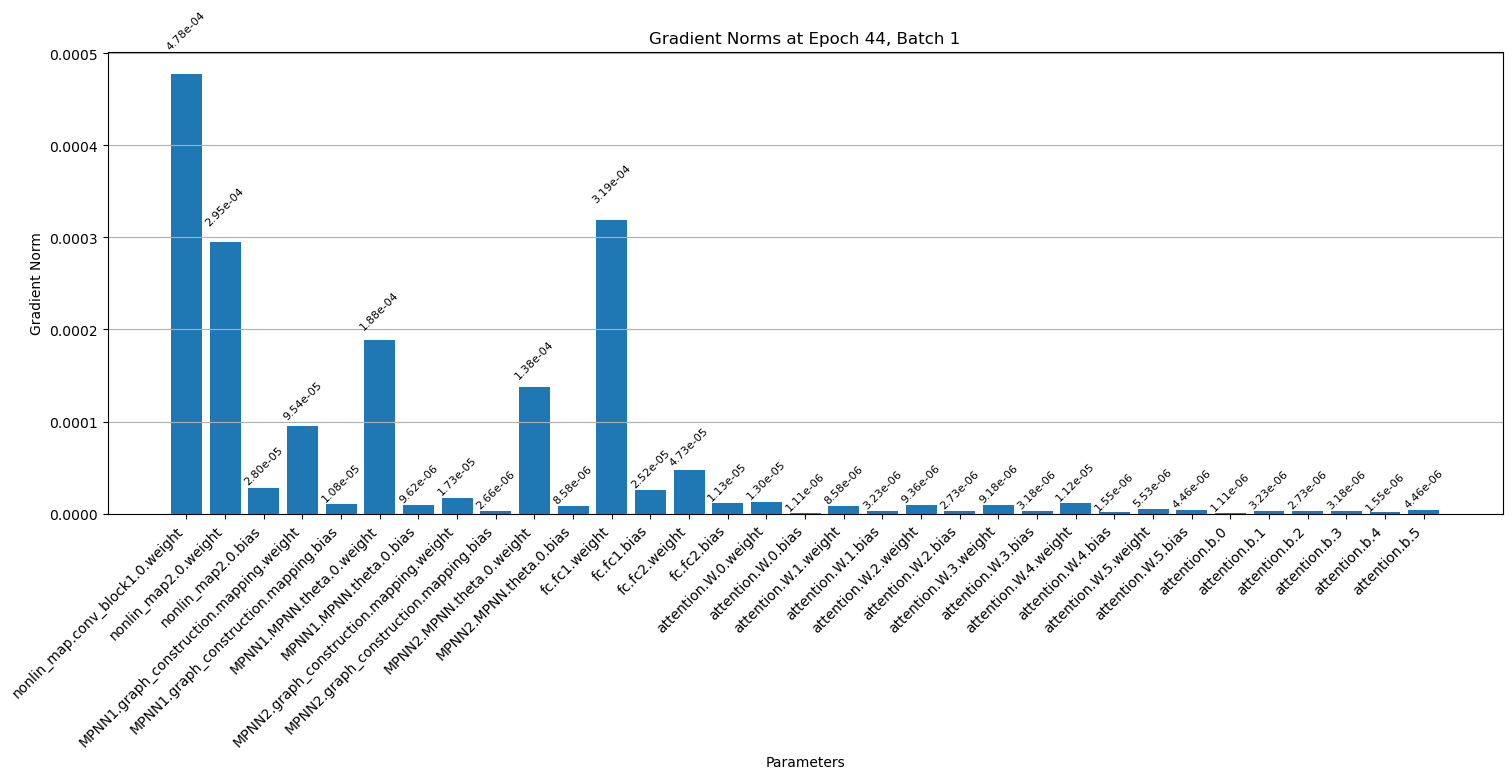 Gradient Norms at Epoch 44, Batch 1
Gradient Norm
0.0005
0.0004
0.0003
0.0002
0.0001
0.0000
4.78e-04
2.95e-04
2.80e-05
9.54e-05
1.08e-05
1.88e-04
9.62e-06
1.73e-05
2.66e-06
1.38e-04
8.58e-06
3.19e-04
2.52e-05
4.73e-05
1.13e-05
1.30e-05
1.11e-06
8.58e-06
3.23e-06
9.36e-06
2.73e-06
9.18e-06
3.18e-06
1.12e-05
1.55e-06
5.53e-06
4.46e-06
1.11e-06
3.23e-06
2.73e-06
3.18e-06
1.55e-06
4.46e-06
nonlin_map.conv_block1.0.weight
nonlin_map2.0.weight
nonlin_map2.0.bias
MPNN1.graph_construction.mapping.weight
MPNN1.graph_construction.mapping.bias
MPNN1.MPNN.theta.0.weight
MPNN1.MPNN.theta.0.bias
MPNN2.graph_construction.mapping.weight
MPNN2.graph_construction.mapping.bias
MPNN2.MPNN.theta.0.weight
MPNN2.MPNN.theta.0.bias
fc.fc1.weight
fc.fc1.bias
fc.fc2.weight
fc.fc2.bias
attention.W.0.weight
attention.W.0.bias
attention.W.1.weight
attention.W.1.bias
attention.W.2.weight
attention.W.2.bias
attention.W.3.weight
attention.W.3.bias
attention.W.4.weight
attention.W.4.bias
attention.W.5.weight
attention.W.5.bias
attention.b.0
attention.b.1
attention.b.2
attention.b.3
attention.b.4
attention.b.5
Parameters